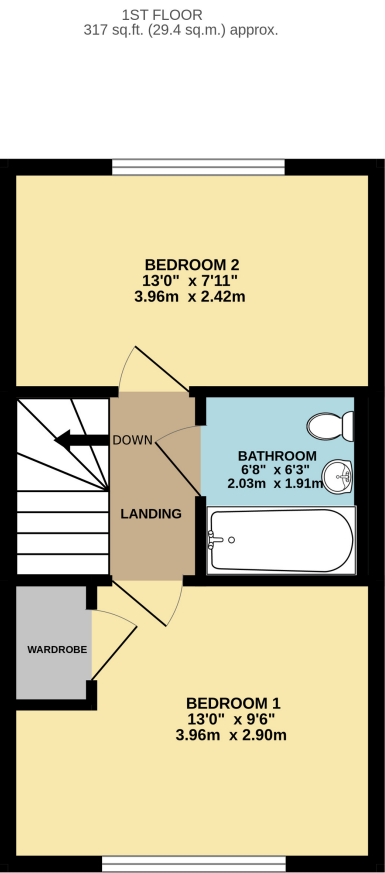 1ST FLOOR
317 sq.ft. (29.4 sq.m.) approx.
BEDROOM 2
13'0" x 7'11"
3.96m x 2.42m
DOWN
BATHROOM
6'8" x 6'3"
2.03m x 1.91m
LANDING
WARDROBE
BEDROOM 1
13'0" x 9'6"
3.96m x 2.90m